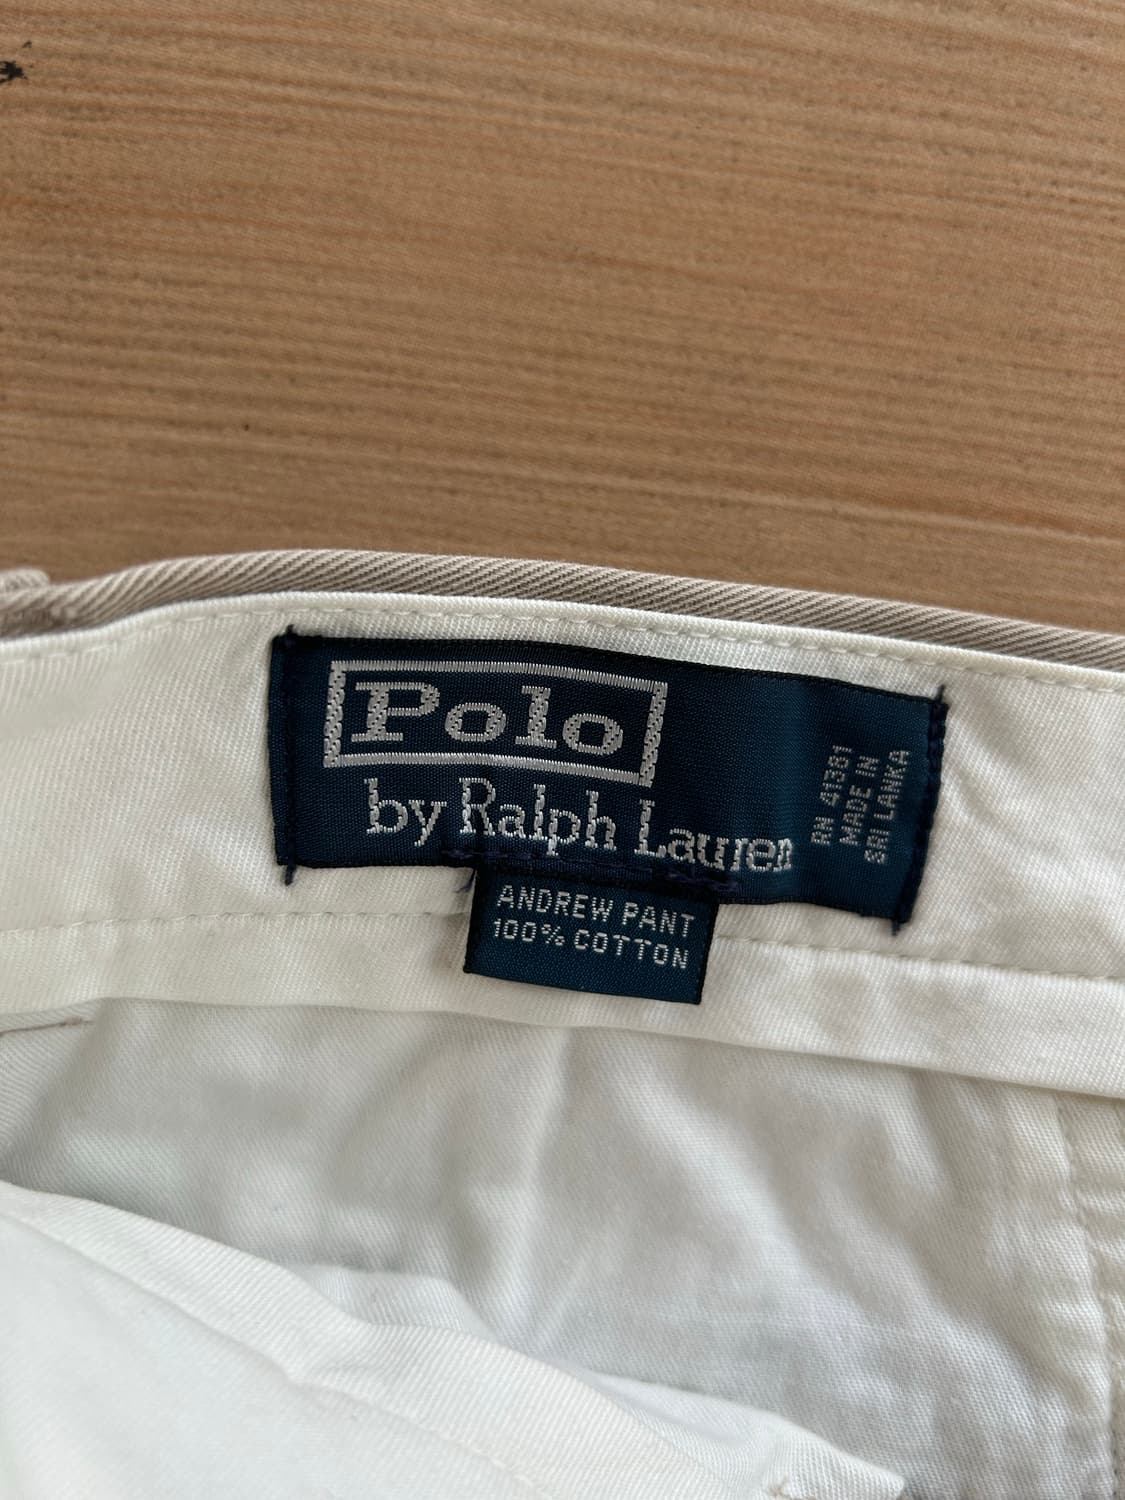 Polo
by Ralph Lauren
RN 41381
MADE IN
SRI LANKA
ANDREW PANT
100% COTTON